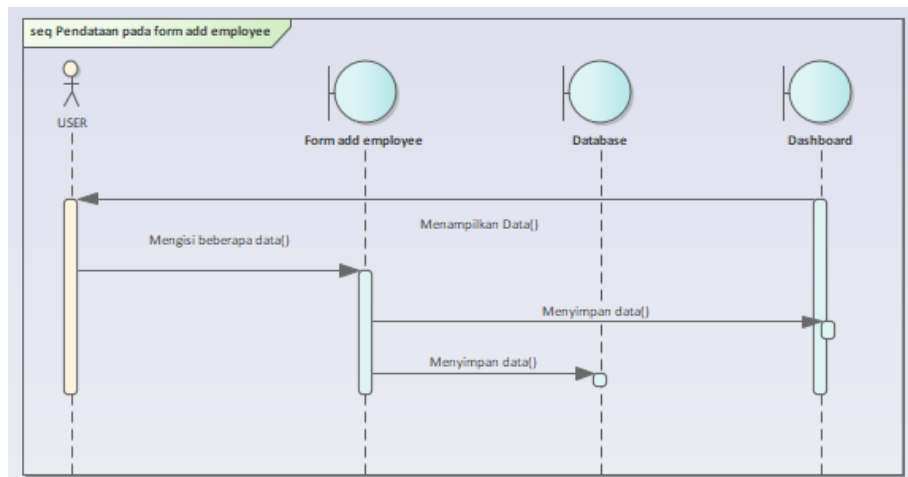 seq Pendataan pada form add employee
USER
Form add employee
Database
Dashboard
Menampilkan Data()
Mengisi beberapa data()
Menyimpan data()
Menyimpan data()